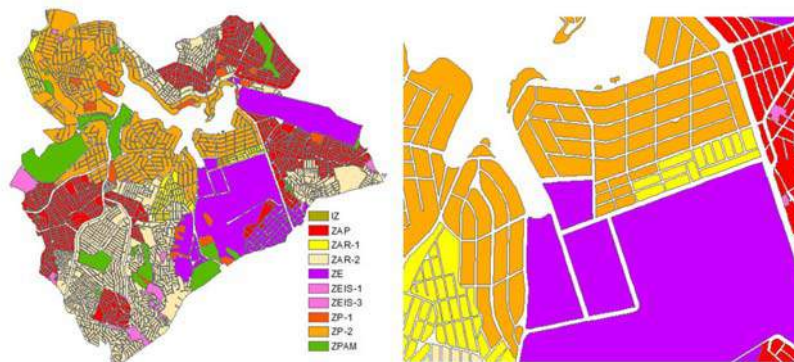 IZ
ZAP
ZAR-1
ZAR-2
ZE
ZEIS-1
ZEIS-3
ZP-1
ZP-2
ZPAM